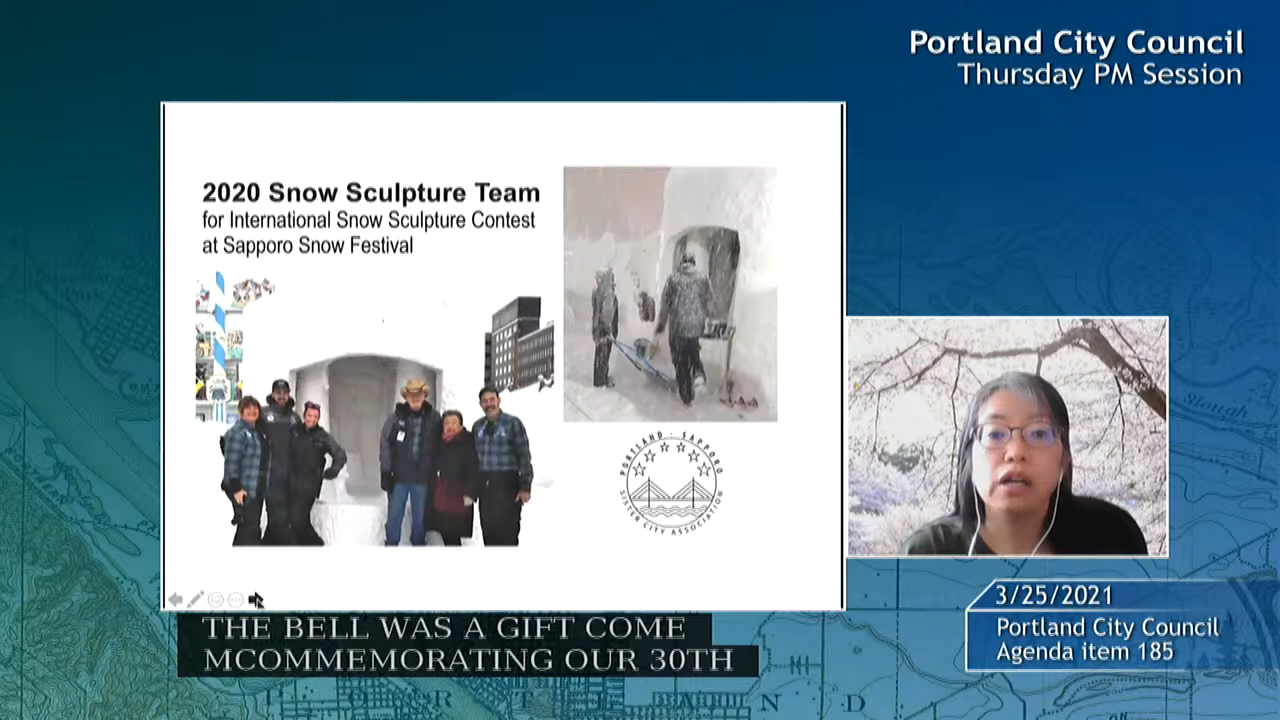 Portland City Council
Thursday PM Session
2020 Snow Sculpture Team
for International Snow Sculpture Contest
at Sapporo Snow Festival
PORTLAND · SAPPORO
SISTER CITY ASSOCIATION
Slough
3/25/2021
Portland City Council
Agenda item 185
THE BELL WAS A GIFT COME
MCOMMEMORATING OUR 30TH